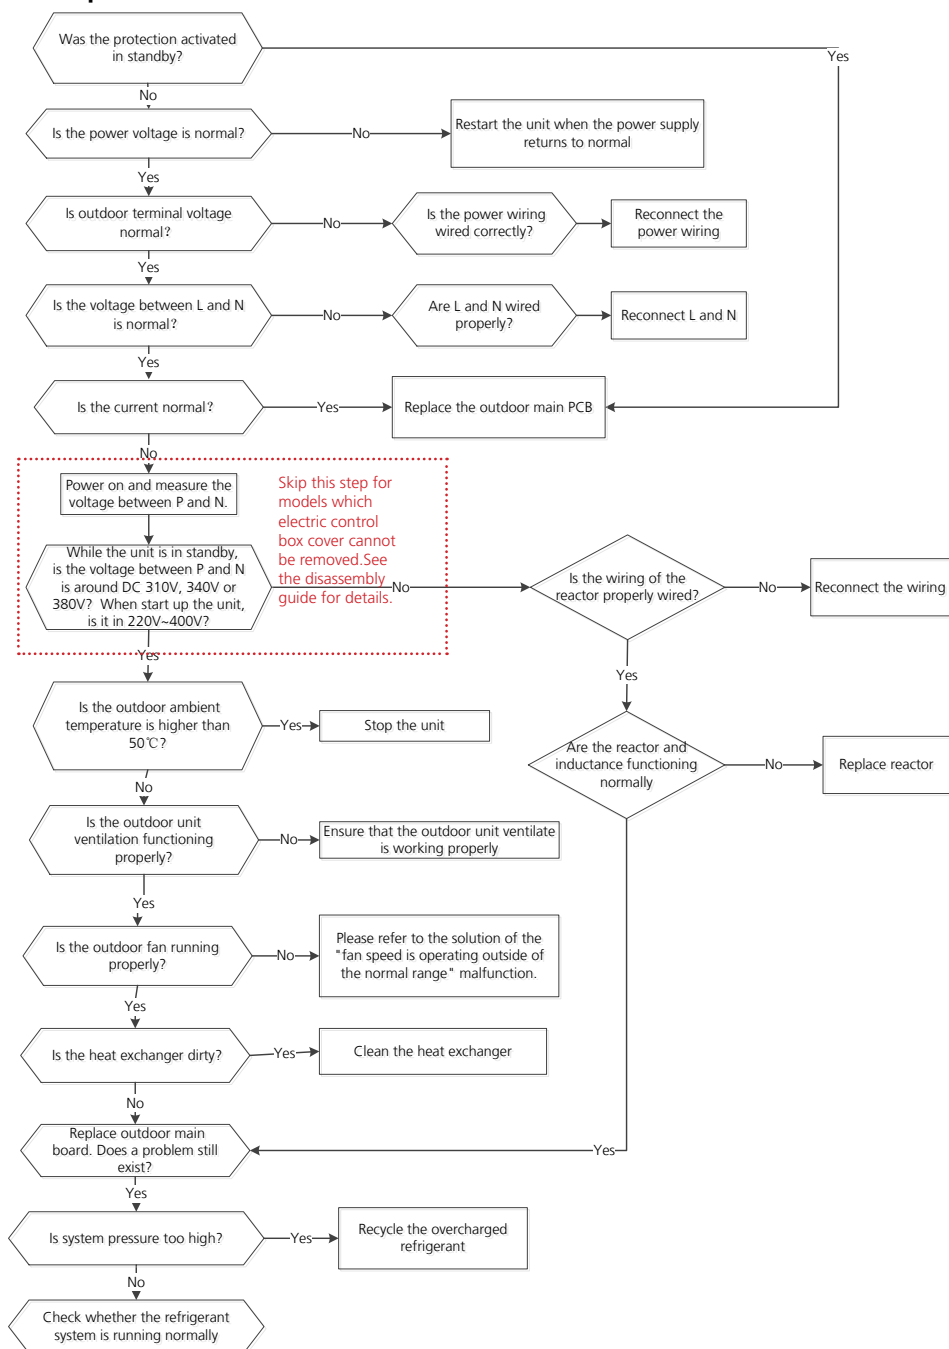 Was the protection activated
in standby?
Yes
No
Is the power voltage is normal?
No
Restart the unit when the power supply
returns to normal
Yes
Is outdoor terminal voltage
normal?
No
Is the power wiring
wired correctly?
Reconnect the
power wiring
Yes
Is the voltage between L and N
is normal?
No
Are L and N wired
properly?
Reconnect L and N
Yes
Is the current normal?
Yes
Replace the outdoor main PCB
No
Power on and measure the
voltage between P and N.
Skip this step for
models which
electric control
box cover cannot
be removed.See
the disassembly
guide for details.
While the unit is in standby,
is the voltage between P and N
is around DC 310V, 340V or
380V? When start up the unit,
is it in 220V~400V?
No
Is the wiring of the
reactor properly wired?
No
Reconnect the wiring
Yes
Yes
Is the outdoor ambient
temperature is higher than
50℃?
Yes
Stop the unit
Are the reactor and
inductance functioning
normally
No
Replace reactor
No
Is the outdoor unit
ventilation functioning
properly?
No
Ensure that the outdoor unit ventilate
is working properly
Yes
Is the outdoor fan running
properly?
No
Please refer to the solution of the
"fan speed is operating outside of
the normal range" malfunction.
Yes
Is the heat exchanger dirty?
Yes
Clean the heat exchanger
No
Replace outdoor main
board. Does a problem still
exist?
Yes
Yes
Is system pressure too high?
Yes
Recycle the overcharged
refrigerant
No
Check whether the refrigerant
system is running normally